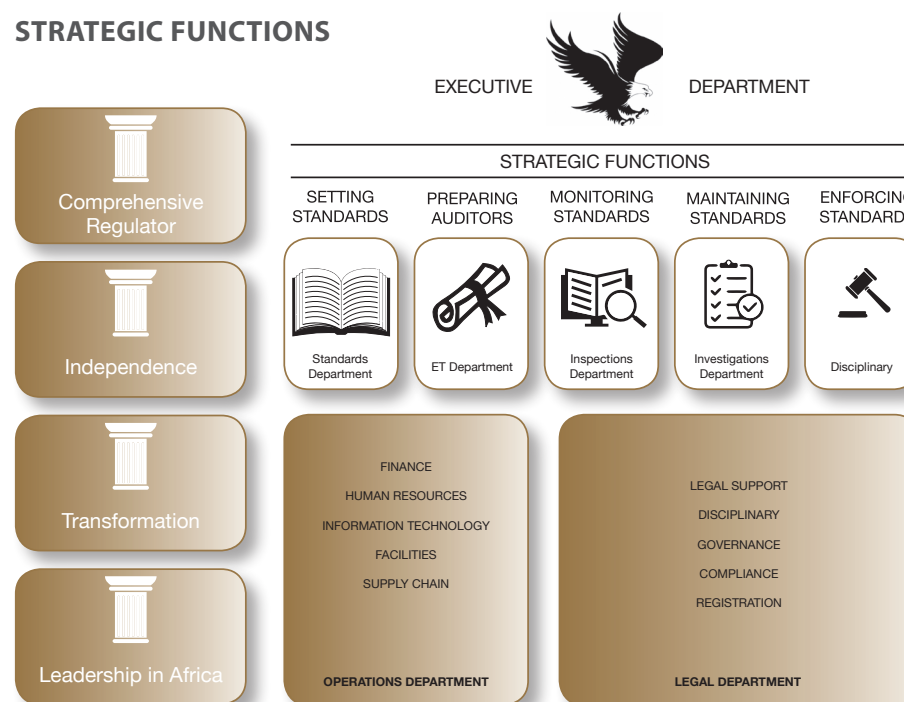 STRATEGIC FUNCTIONS
EXECUTIVE DEPARTMENT
STRATEGIC FUNCTIONS
Comprehensive
Regulator
Independence
Transformation
Leadership in Africa
SETTING
STANDARDS
PREPARING
AUDITORS
MONITORING
STANDARDS
MAINTAINING
STANDARDS
ENFORCING
STANDARD
Standards
Department
ET Department
Inspections
Department
Investigations
Department
Disciplinary
FINANCE
HUMAN RESOURCES
INFORMATION TECHNOLOGY
FACILITIES
SUPPLY CHAIN
OPERATIONS DEPARTMENT
LEGAL SUPPORT
DISCIPLINARY
GOVERNANCE
COMPLIANCE
REGISTRATION
LEGAL DEPARTMENT